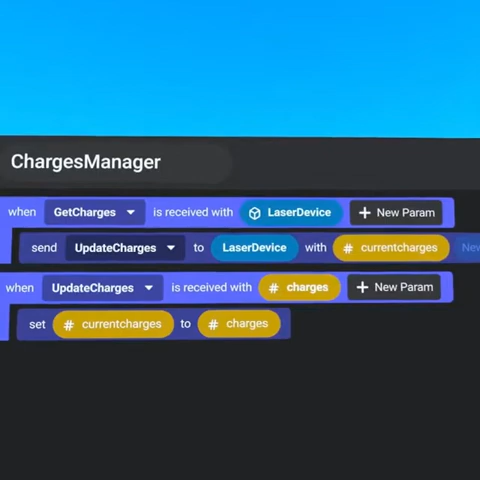 ChargesManager
when GetCharges is received with LaserDevice + New Param
send UpdateCharges to LaserDevice with # currentcharges New
when UpdateCharges is received with # charges + New Param
set # currentcharges to # charges